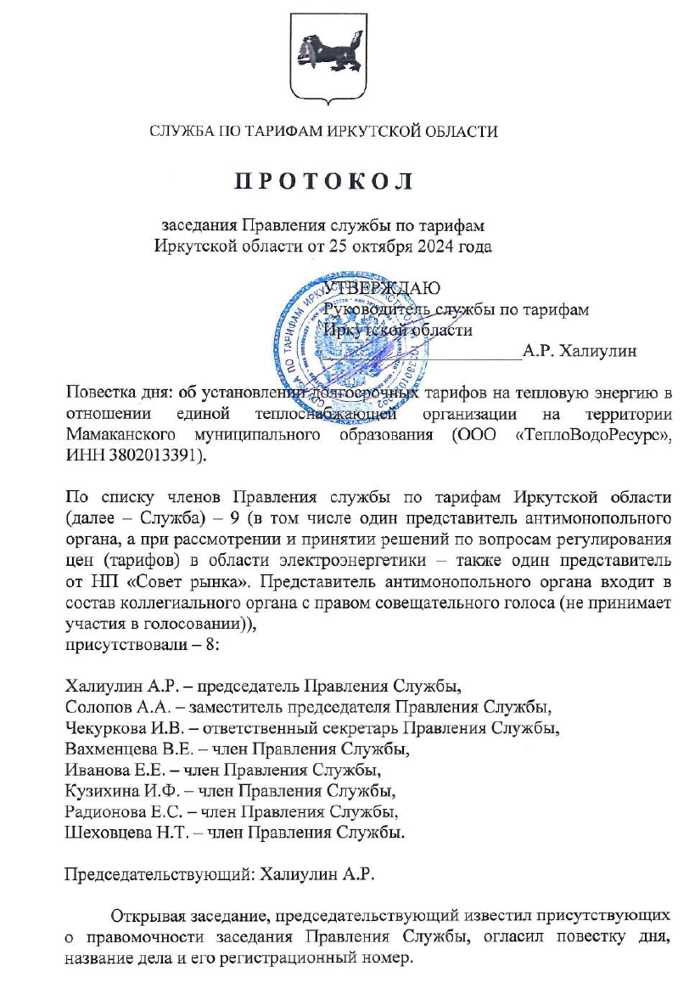 СЛУЖБА ПО ТАРИФАМ ИРКУТСКОЙ ОБЛАСТИ
П Р О Т О К О Л
заседания Правления службы по тарифам
Иркутской области от 25 октября 2024 года
УТВЕРЖДАЮ
Руководитель службы по тарифам
Иркутской области
А.Р. Халиулин
Повестка дня: об установлении долгосрочных тарифов на тепловую энергию в
отношении единой теплоснабжающей организации на территории
Мамаканского муниципального образования (ООО «ТеплоВодоРесурс»,
ИНН 3802013391).
По списку членов Правления службы по тарифам Иркутской области
(далее – Служба) – 9 (в том числе один представитель антимонопольного
органа, а при рассмотрении и принятии решений по вопросам регулирования
цен (тарифов) в области электроэнергетики – также один представитель
от НП «Совет рынка». Представитель антимонопольного органа входит в
состав коллегиального органа с правом совещательного голоса (не принимает
участия в голосовании)),
присутствовали – 8:
Халиулин А.Р. – председатель Правления Службы,
Солопов А.А. – заместитель председателя Правления Службы,
Чекуркова И.В. – ответственный секретарь Правления Службы,
Вахменцева В.Е. – член Правления Службы,
Иванова Е.Е. – член Правления Службы,
Кузихина И.Ф. – член Правления Службы,
Радионова Е.С. – член Правления Службы,
Шеховцева Н.Т. – член Правления Службы.
Председательствующий: Халиулин А.Р.
Открывая заседание, председательствующий известил присутствующих
о правомочности заседания Правления Службы, огласил повестку дня,
название дела и его регистрационный номер.